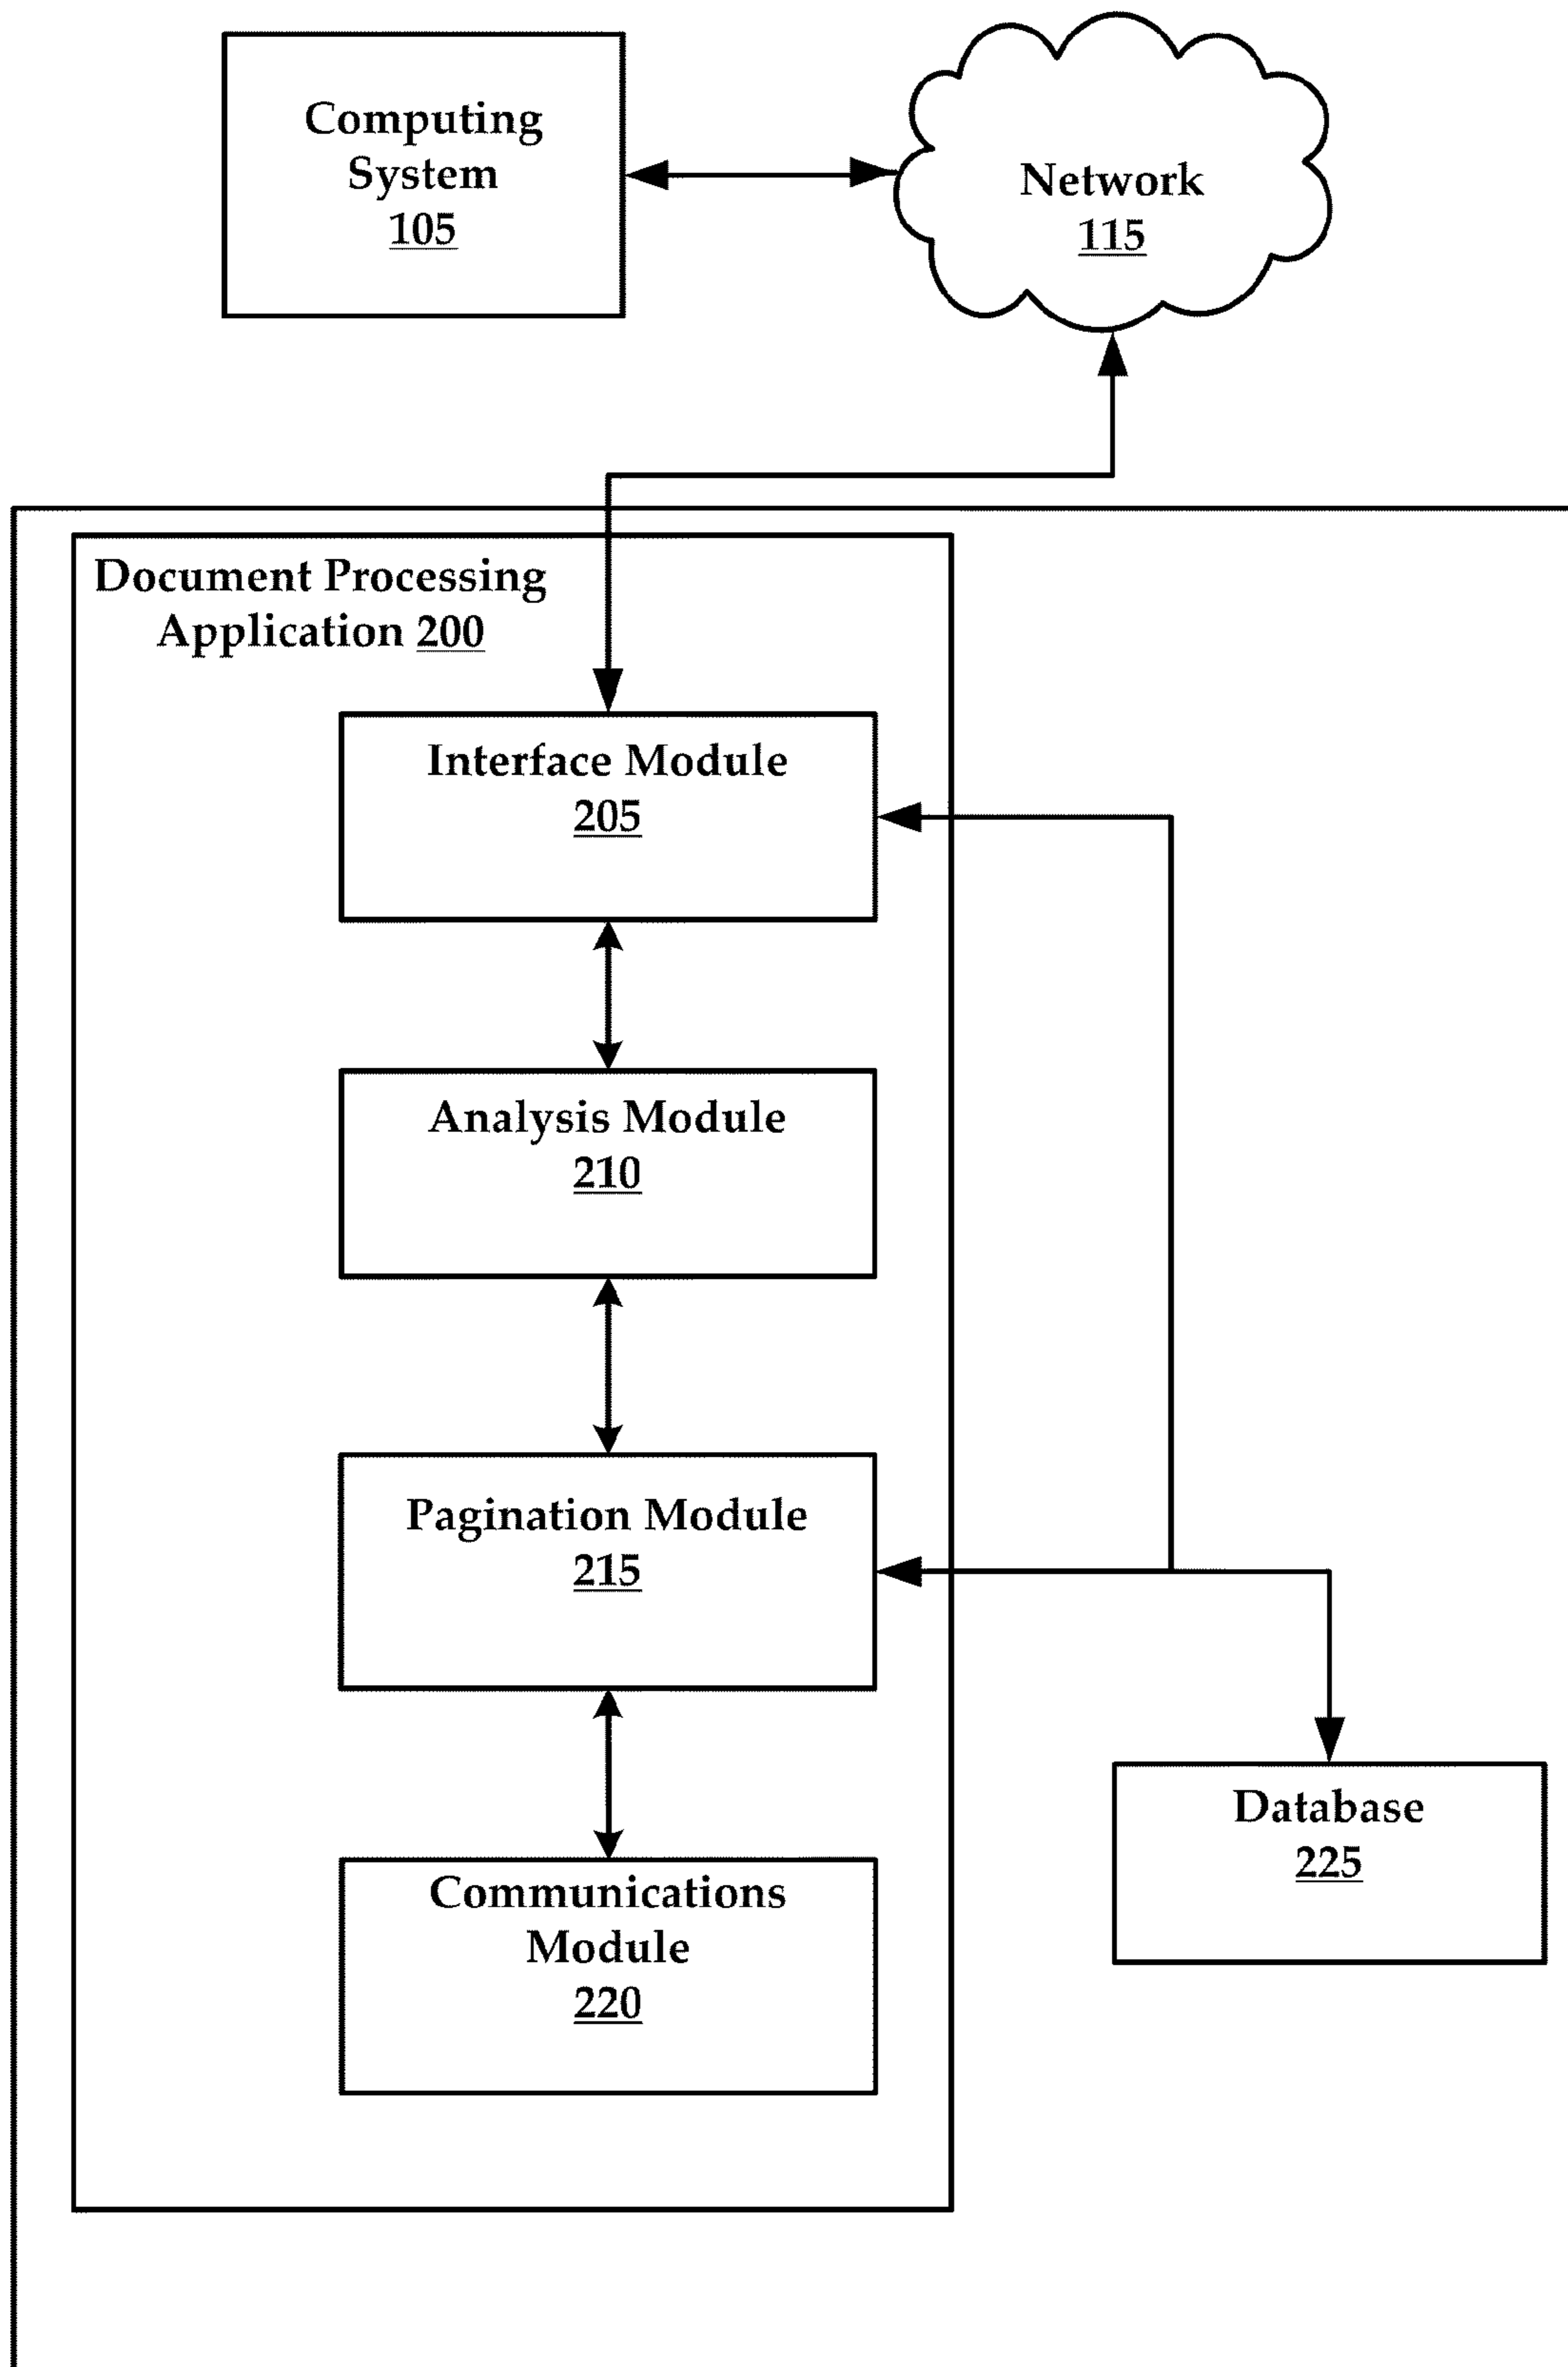 Computing
System
105
Network
115
Document Processing
Application 200
Interface Module
205
Analysis Module
210
Pagination Module
215
Communications
Module
220
Database
225